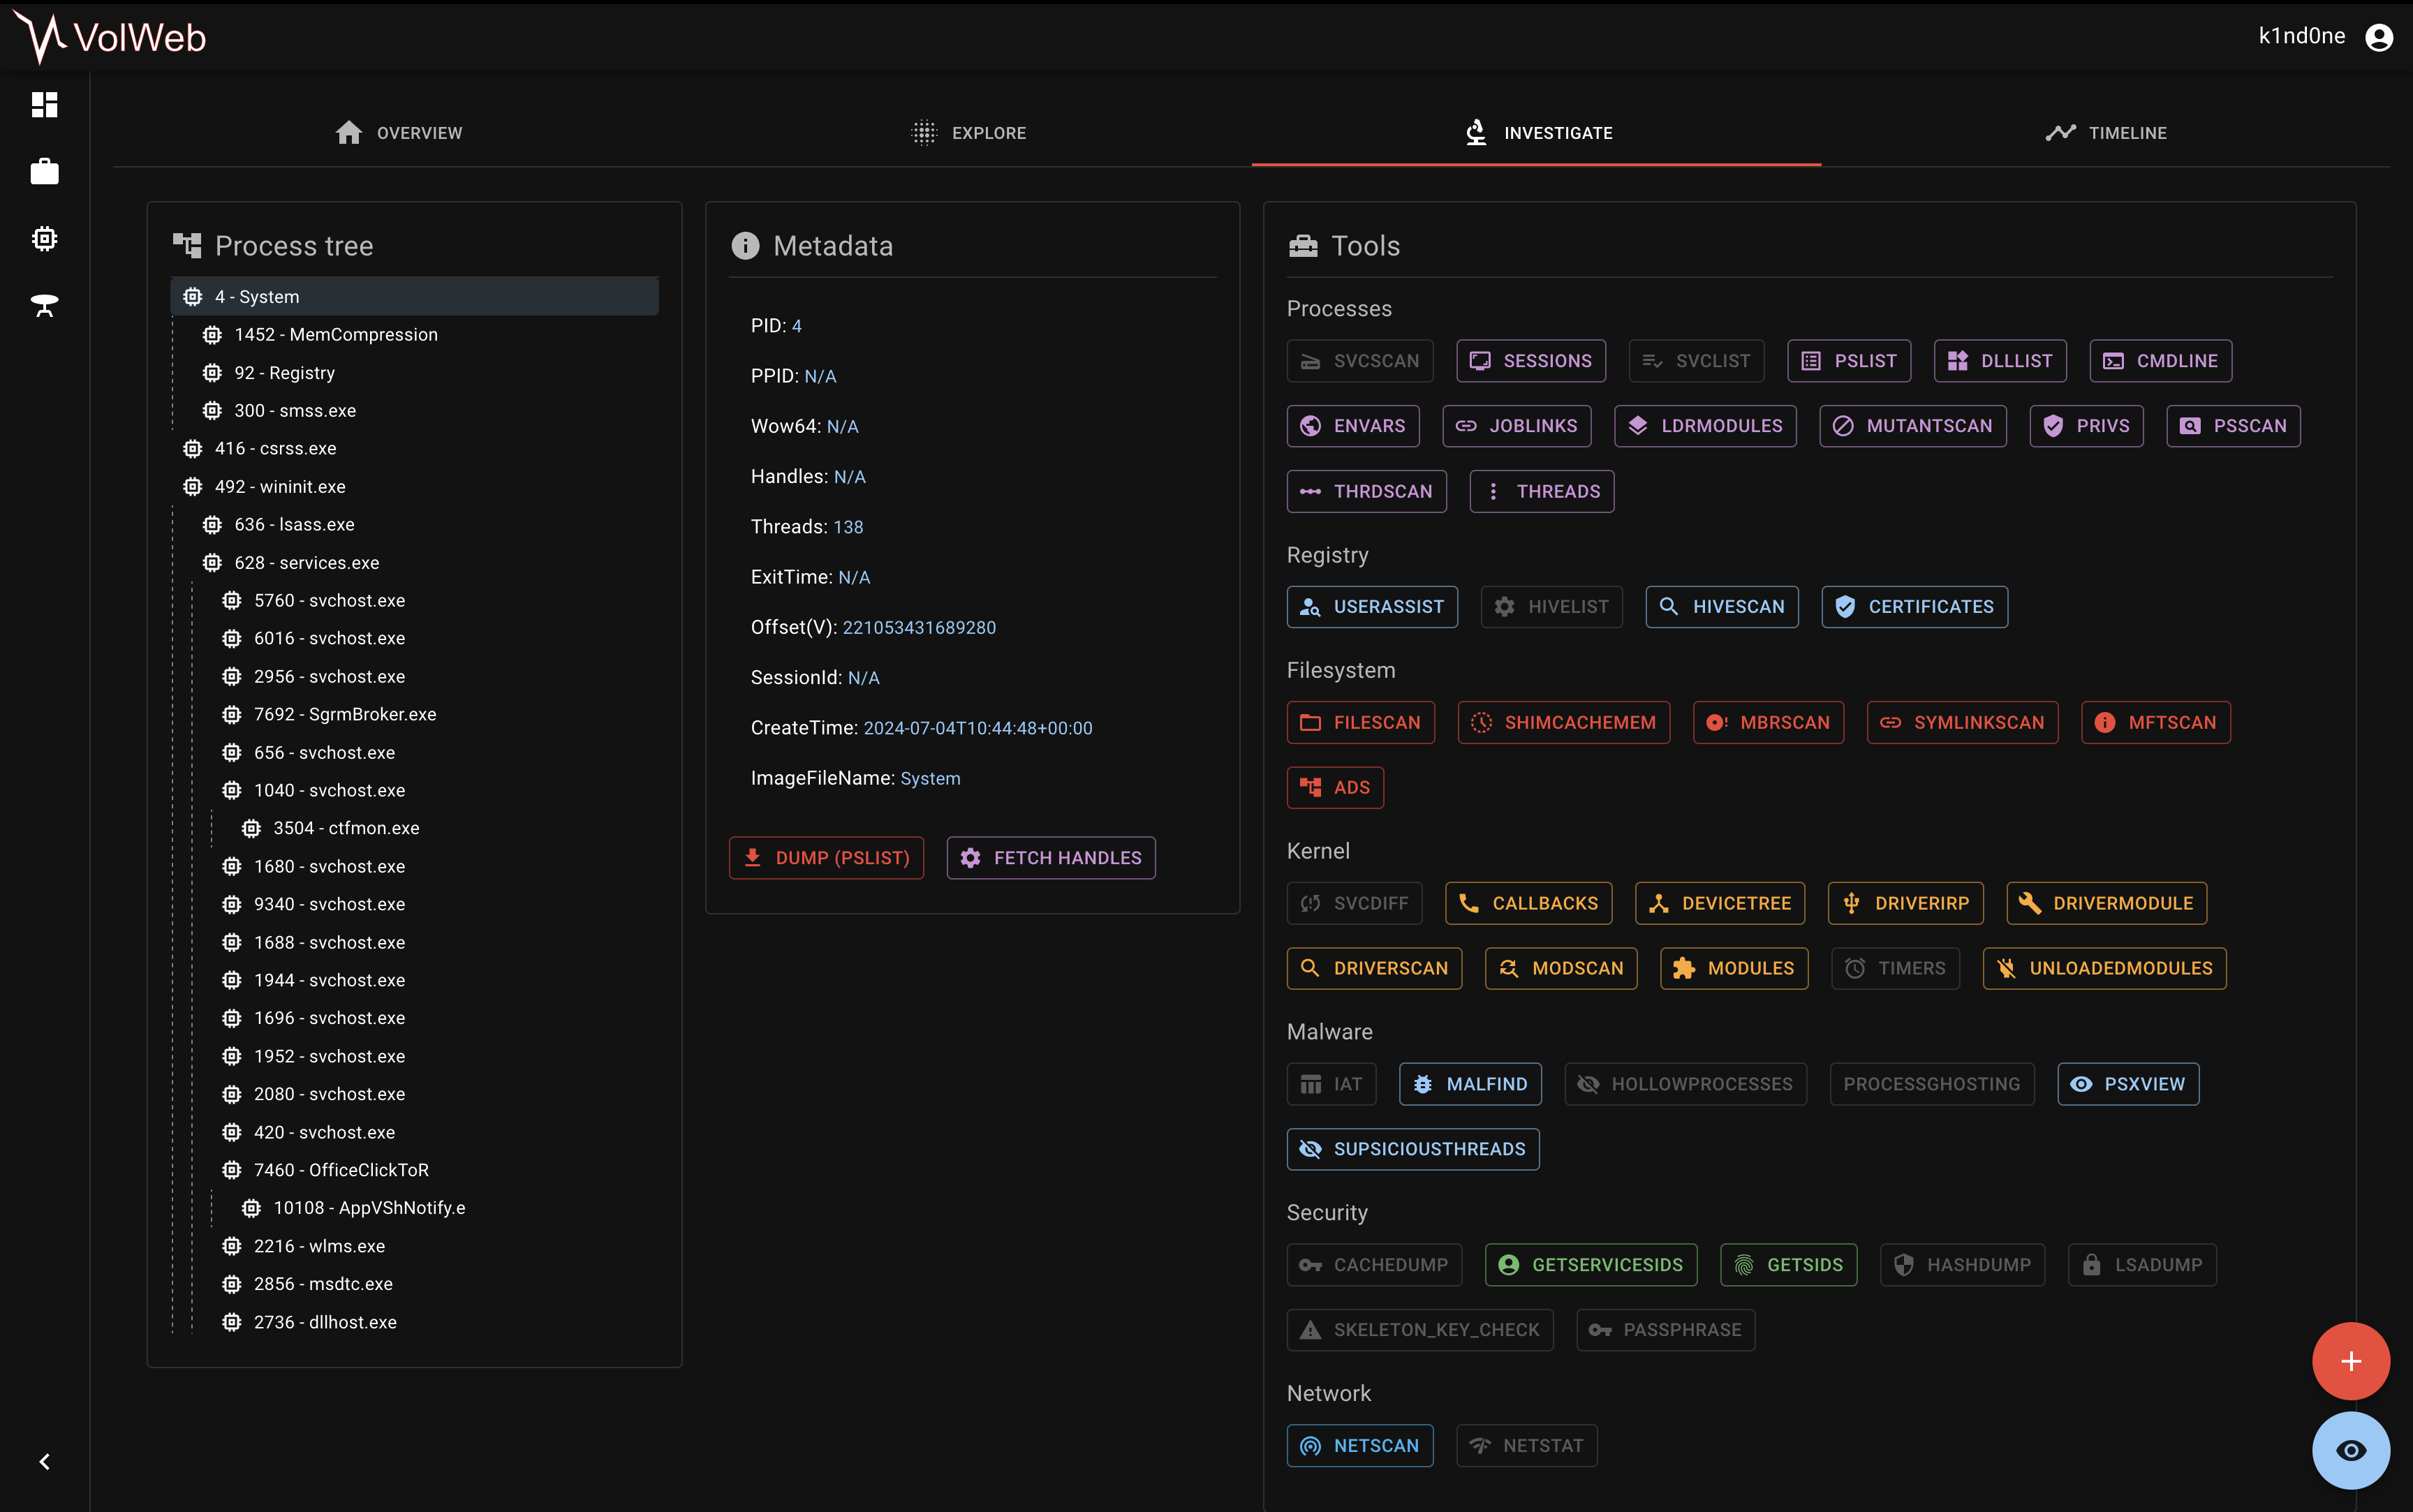 VolWeb
k1nd0ne
OVERVIEW
EXPLORE
INVESTIGATE
TIMELINE
Process tree
4 - System
1452 - MemCompression
92 - Registry
300 - smss.exe
416 - csrss.exe
492 - wininit.exe
636 - lsass.exe
628 - services.exe
5760 - svchost.exe
6016 - svchost.exe
2956 - svchost.exe
7692 - SgrmBroker.exe
656 - svchost.exe
1040 - svchost.exe
3504 - ctfmon.exe
1680 - svchost.exe
9340 - svchost.exe
1688 - svchost.exe
1944 - svchost.exe
1696 - svchost.exe
1952 - svchost.exe
2080 - svchost.exe
420 - svchost.exe
7460 - OfficeClickToR
10108 - AppVShNotify.e
2216 - wlms.exe
2856 - msdtc.exe
2736 - dllhost.exe
Metadata
PID: 4
PPID: N/A
Wow64: N/A
Handles: N/A
Threads: 138
ExitTime: N/A
Offset(V): 221053431689280
SessionId: N/A
CreateTime: 2024-07-04T10:44:48+00:00
ImageFileName: System
DUMP (PSLIST) FETCH HANDLES
Tools
Processes
SVCSCAN SESSIONS SVCLIST PSLIST DLLLIST CMDLINE
ENVARS JOBLINKS LDRMODULES MUTANTSCAN PRIVS PSSCAN
THRDSCAN THREADS
Registry
USERASSIST HIVELIST HIVESCAN CERTIFICATES
Filesystem
FILESCAN SHIMCACHEMEM MBRSCAN SYMLINKSCAN MFTSCAN
ADS
Kernel
SVCDIFF CALLBACKS DEVICETREE DRIVERIRP DRIVERMODULE
DRIVERSCAN MODSCAN MODULES TIMERS UNLOADEDMODULES
Malware
IAT MALFIND HOLLOWPROCESSES PROCESSGHOSTING PSXVIEW
SUPSICIOUSTHREADS
Security
CACHEDUMP GETSERVICESIDS GETSIDS HASHDUMP LSADUMP
SKELETON_KEY_CHECK PASSPHRASE
Network
NETSCAN NETSTAT